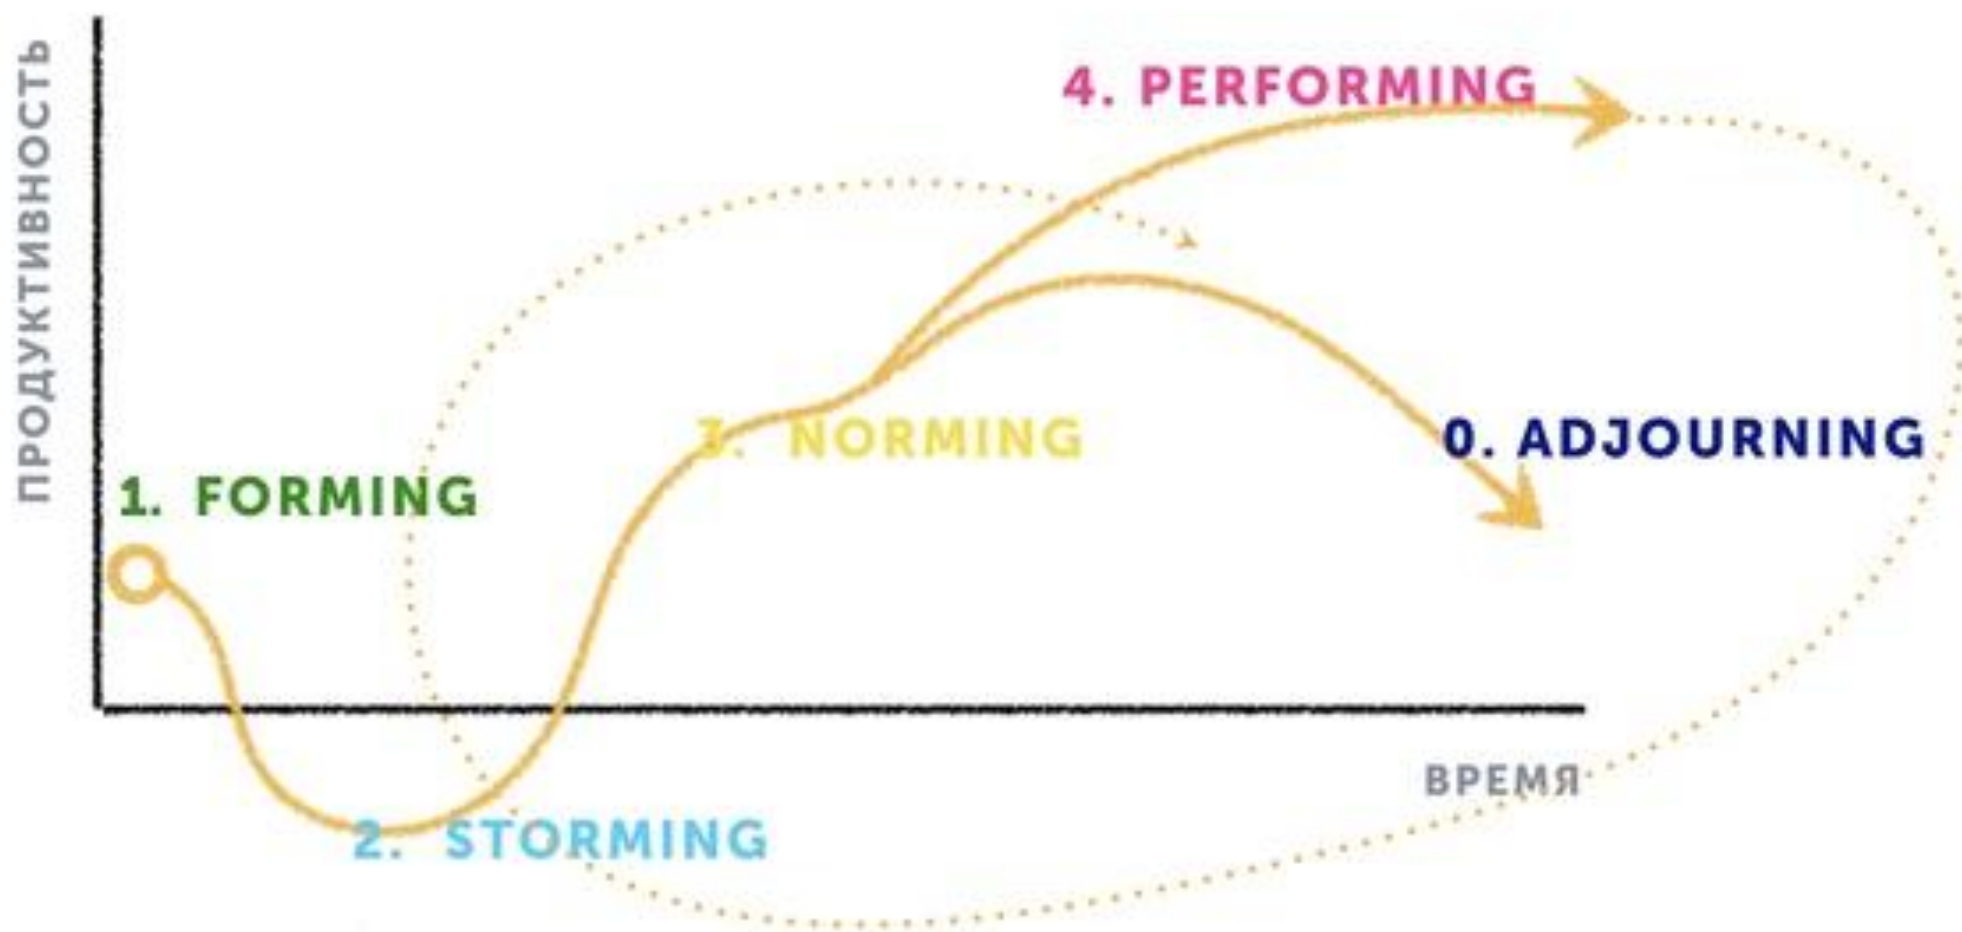 ПРОДУКТИВНОСТЬ
4. PERFORMING
3. NORMING
0. ADJOURNING
1. FORMING
ВРЕМЯ
2. STORMING